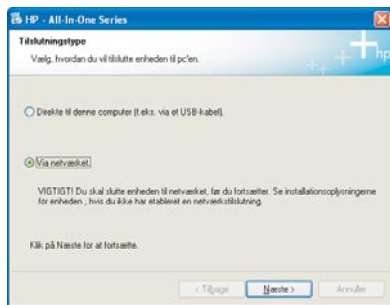 HP - All-In-One Series
Tilslutningstype
Vælg, hvordan du vil tilslutte enheden til pc'en.
hp
Direkte til denne computer (f.eks. via et USB-kabel).
Via netværket.
VIGTIGT! Du skal slutte enheden til netværket, før du fortsætter. Se installationsoplysningerne
for enheden , hvis du ikke har etableret en netværkstilslutning.
Klik på Næste for at fortsætte.
< Tilbage
Næste >
Annuller